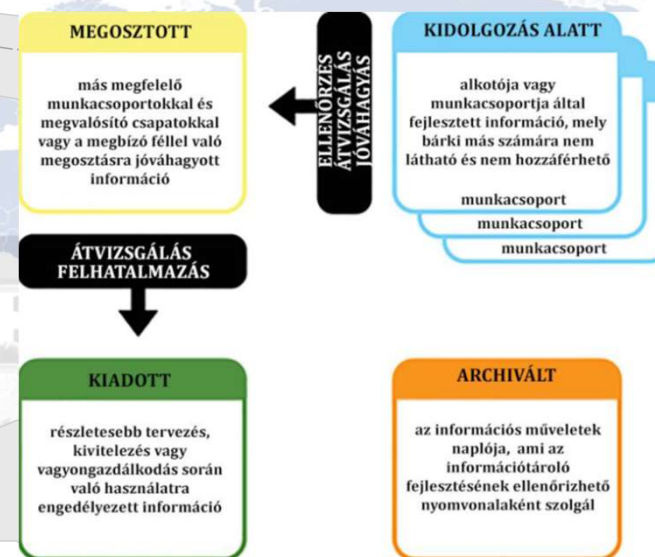 MEGOSZTOTT
más megfelelő
munkacsoportokkal és
megvalósító csapatokkal
vagy a megbízó féllel való
megosztásra jóváhagyott
információ
ELLENŐRZÉS
ÁTVIZSGÁLÁS
JÓVÁHAGYÁS
KIDOLGOZÁS ALATT
alkotója vagy
munkacsoportja által
fejlesztett információ, mely
bárki más számára nem
látható és nem hozzáférhető
munkacsoport
munkacsoport
munkacsoport
ÁTVIZSGÁLÁS
FELHATALMAZÁS
KIADOTT
részletesebb tervezés,
kivitelezés vagy
vagyongazdálkodás során
való használatra
engedélyezett információ
ARCHIVÁLT
az információs műveletek
naplója, ami az
információtároló
fejlesztésének ellenőrizhető
nyomvonalaként szolgál